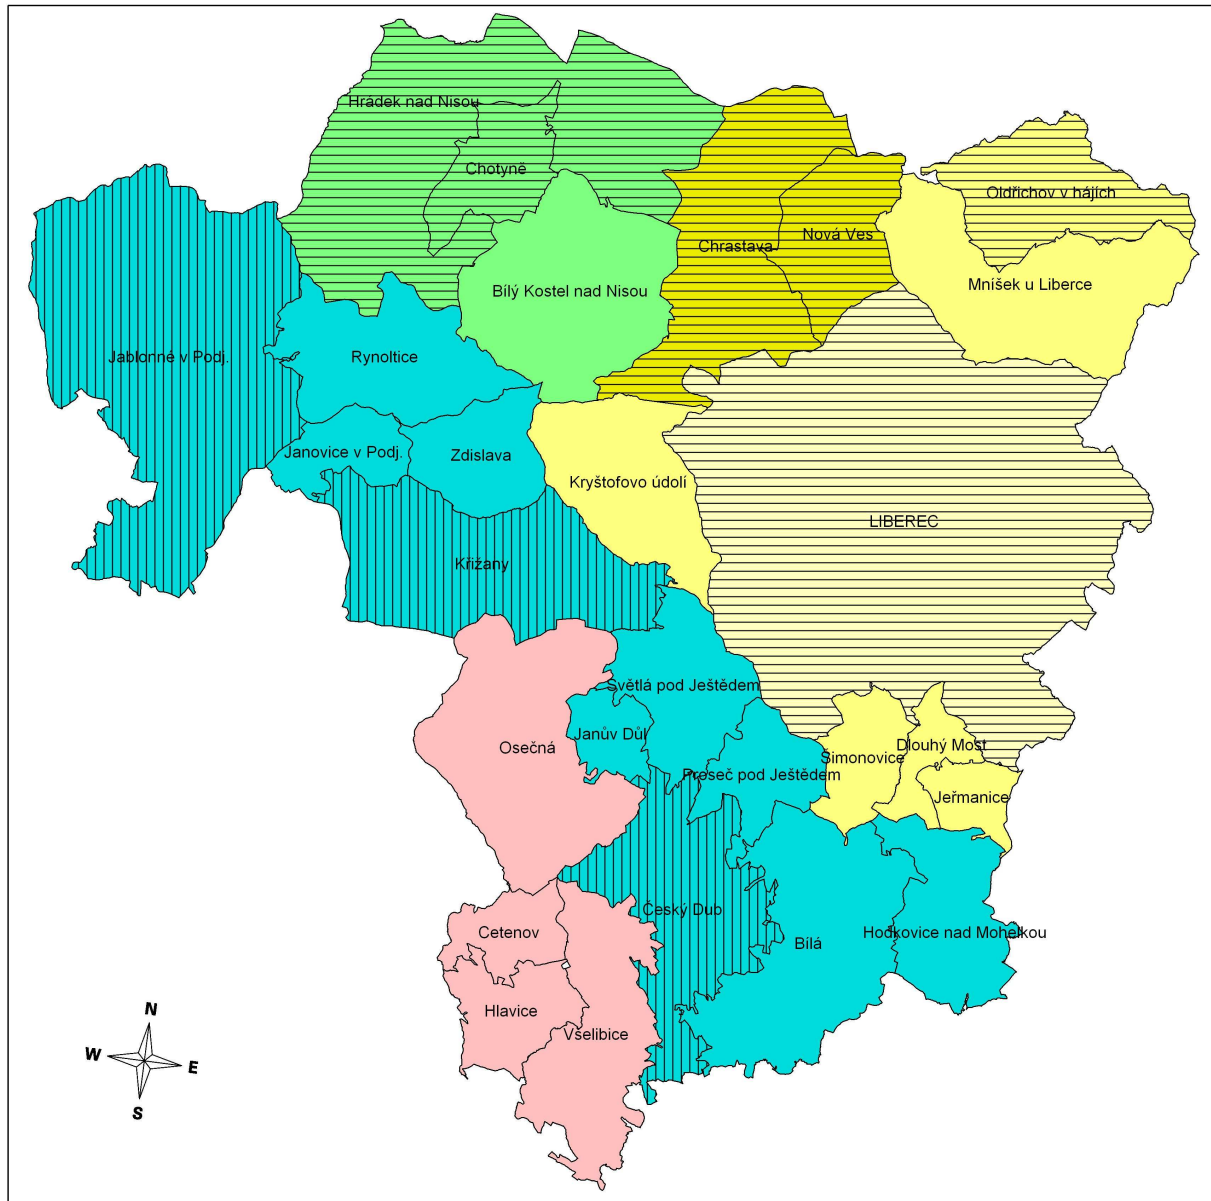 Hrádek nad Nisou
Chotyně
Oldřichov v hájích
Nová Ves
Chrastava
Mníšek u Liberce
Bílý Kostel nad Nisou
Jablonné v Podj.
Rynoltice
Janovice v Podj.
Zdislava
Kryštofovo údolí
LIBEREC
Křižany
Světlá pod Ještědem
Janův Důl
Osečná
Dlouhý Most
Šimonovice
Proseč pod Ještědem
Jeřmanice
Český Dub
Cetenov
Hodkovice nad Mohelkou
Bílá
Hlavice
Všelibice
N
W
E
S